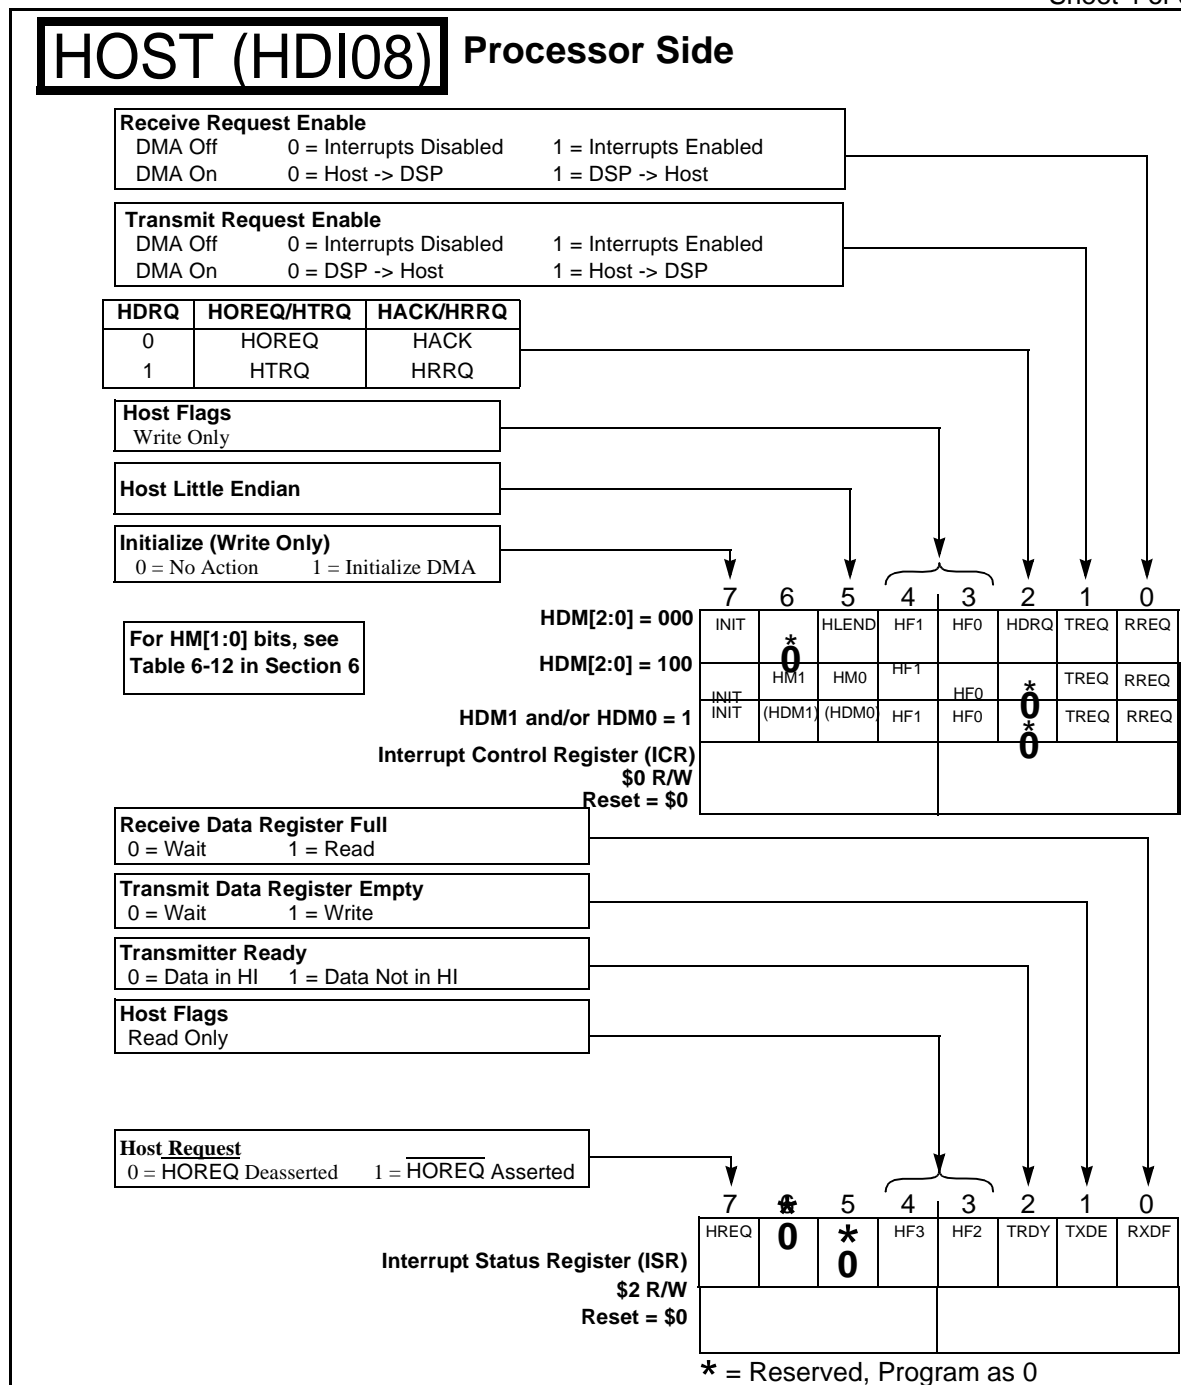 HOST (HDI08) Processor Side
Receive Request Enable
DMA Off 0 = Interrupts Disabled 1 = Interrupts Enabled
DMA On 0 = Host -> DSP 1 = DSP -> Host
Transmit Request Enable
DMA Off 0 = Interrupts Disabled 1 = Interrupts Enabled
DMA On 0 = DSP -> Host 1 = Host -> DSP
HDRQ HOREQ/HTRQ HACK/HRRQ
0 HOREQ HACK
1 HTRQ HRRQ
Host Flags
Write Only
Host Little Endian
Initialize (Write Only)
0 = No Action 1 = Initialize DMA
7 6 5 4 3 2 1 0
For HM[1:0] bits, see
Table 6-12 in Section 6
HDM[2:0] = 000 INIT *0 HLEND HF1 HF0 HDRQ TREQ RREQ
HDM[2:0] = 100 INIT HM1 HM0 HF1 HF0 *0 TREQ RREQ
HDM1 and/or HDM0 = 1 INIT (HDM1) (HDM0) HF1 HF0 *0 TREQ RREQ
Interrupt Control Register (ICR)
$0 R/W
Reset = $0
Receive Data Register Full
0 = Wait 1 = Read
Transmit Data Register Empty
0 = Wait 1 = Write
Transmitter Ready
0 = Data in HI 1 = Data Not in HI
Host Flags
Read Only
Host Request
0 = HOREQ Deasserted 1 = HOREQ Asserted
7 6 5 4 3 2 1 0
HREQ *0 *0 HF3 HF2 TRDY TXDE RXDF
Interrupt Status Register (ISR)
$2 R/W
Reset = $0
* = Reserved, Program as 0